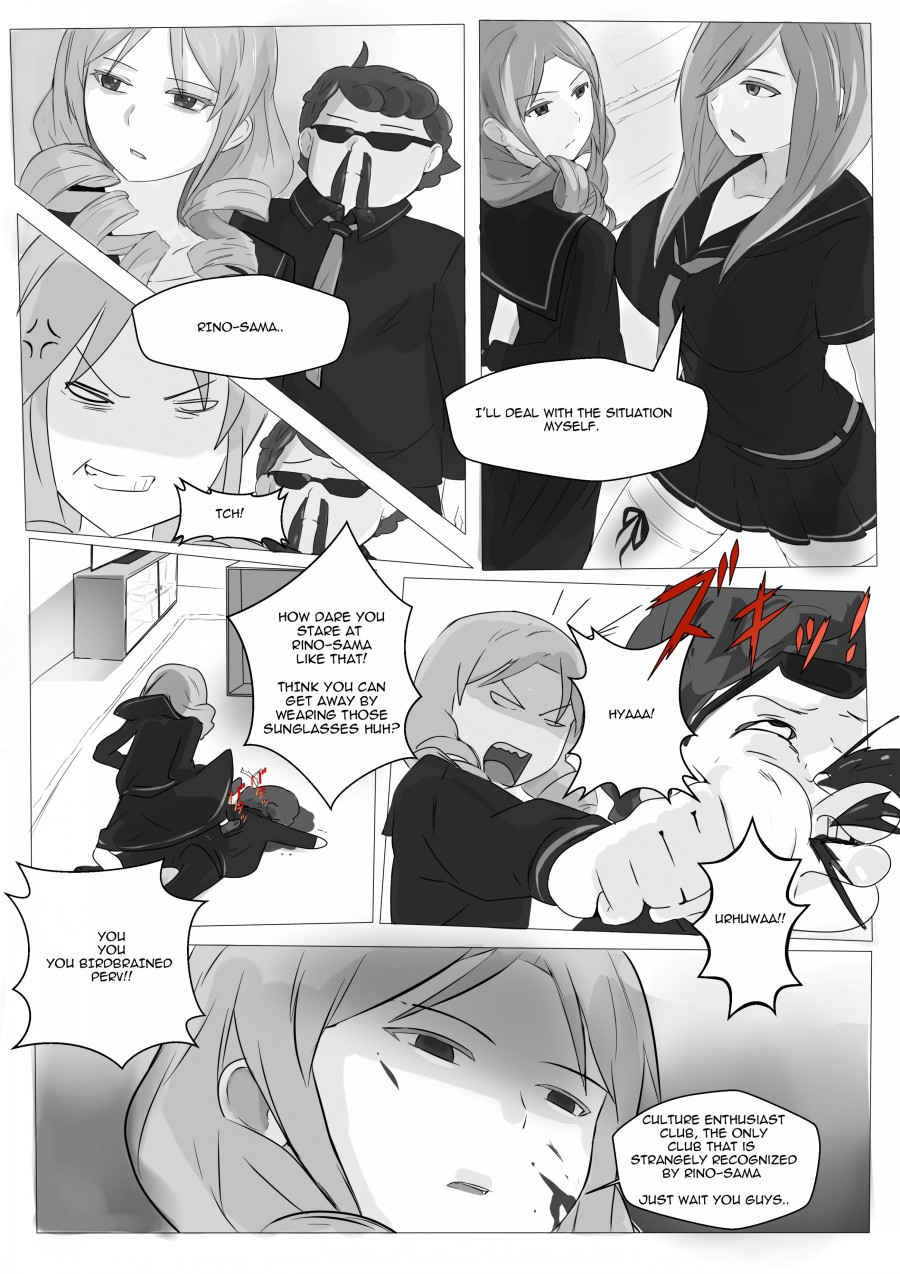 I'LL DEAL WITH THE SITUATION
MYSELF.
RINO-SAMA..
TCH!
HOW DARE YOU
STARE AT
RINO-SAMA
LIKE THAT!
THINK YOU CAN
GET AWAY BY
WEARING THOSE
SUNGLASSES HUH?
HYAAA!
ズキッ!
URHUWAA!!
YOU
YOU
YOU BIRDBRAINED
PERV!!
CULTURE ENTHUSIAST
CLUB, THE ONLY
CLUB THAT IS
STRANGELY RECOGNIZED
BY RINO-SAMA
JUST WAIT YOU GUYS..